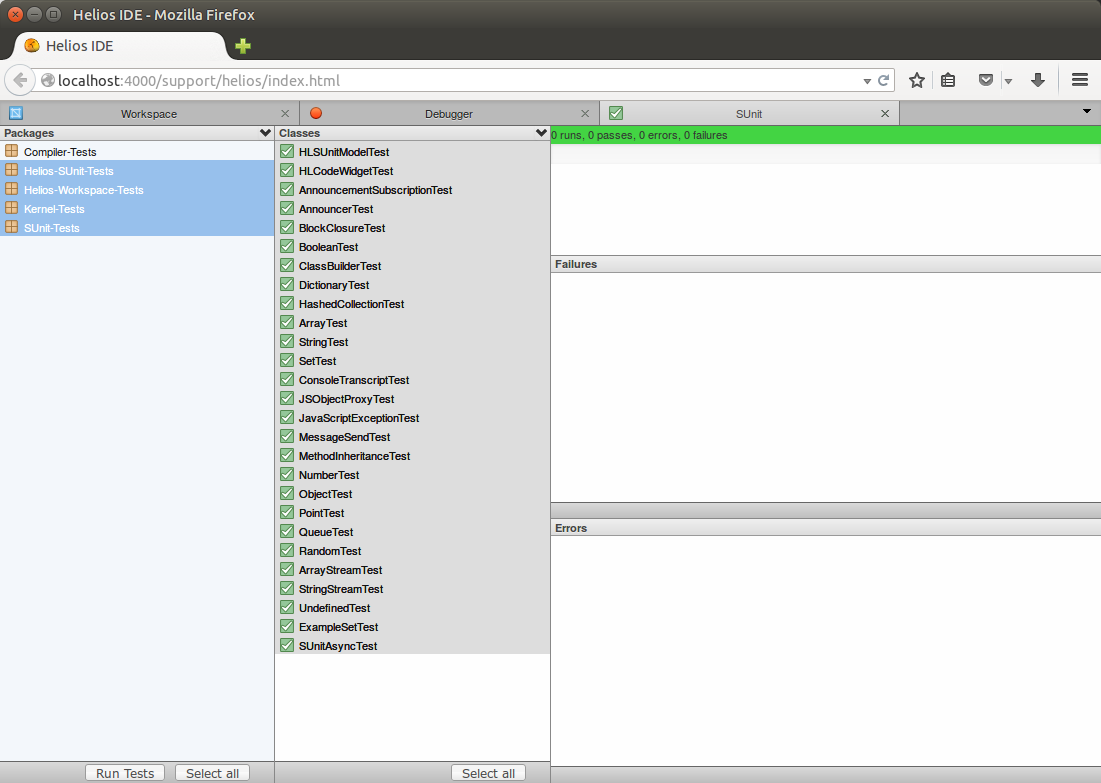 Helios IDE - Mozilla Firefox
Helios IDE
localhost:4000/support/helios/index.html
Workspace
Debugger
SUnit
Packages
Compiler-Tests
Helios-SUnit-Tests
Helios-Workspace-Tests
Kernel-Tests
SUnit-Tests
Run Tests
Select all
Classes
HLSUnitModelTest
HLCodeWidgetTest
AnnouncementSubscriptionTest
AnnouncerTest
BlockClosureTest
BooleanTest
ClassBuilderTest
DictionaryTest
HashedCollectionTest
ArrayTest
StringTest
SetTest
ConsoleTranscriptTest
JSObjectProxyTest
JavaScriptExceptionTest
MessageSendTest
MethodInheritanceTest
NumberTest
ObjectTest
PointTest
QueueTest
RandomTest
ArrayStreamTest
StringStreamTest
UndefinedTest
ExampleSetTest
SUnitAsyncTest
Select all
0 runs, 0 passes, 0 errors, 0 failures
Failures
Errors